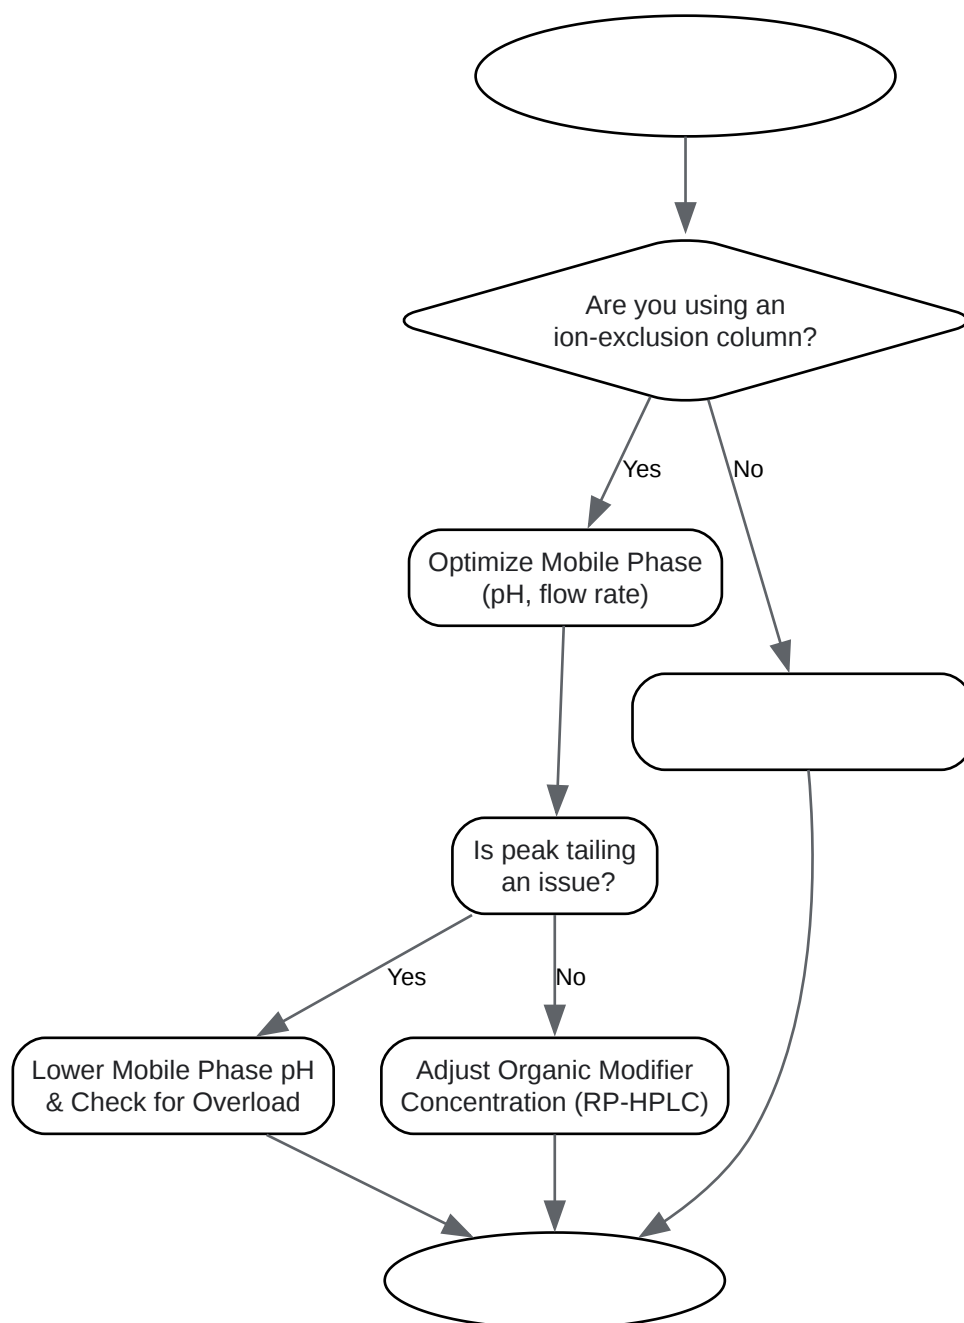 Are you using an
ion-exclusion column?
Yes
No
Optimize Mobile Phase
(pH, flow rate)
Is peak tailing
an issue?
Yes
No
Lower Mobile Phase pH
& Check for Overload
Adjust Organic Modifier
Concentration (RP-HPLC)